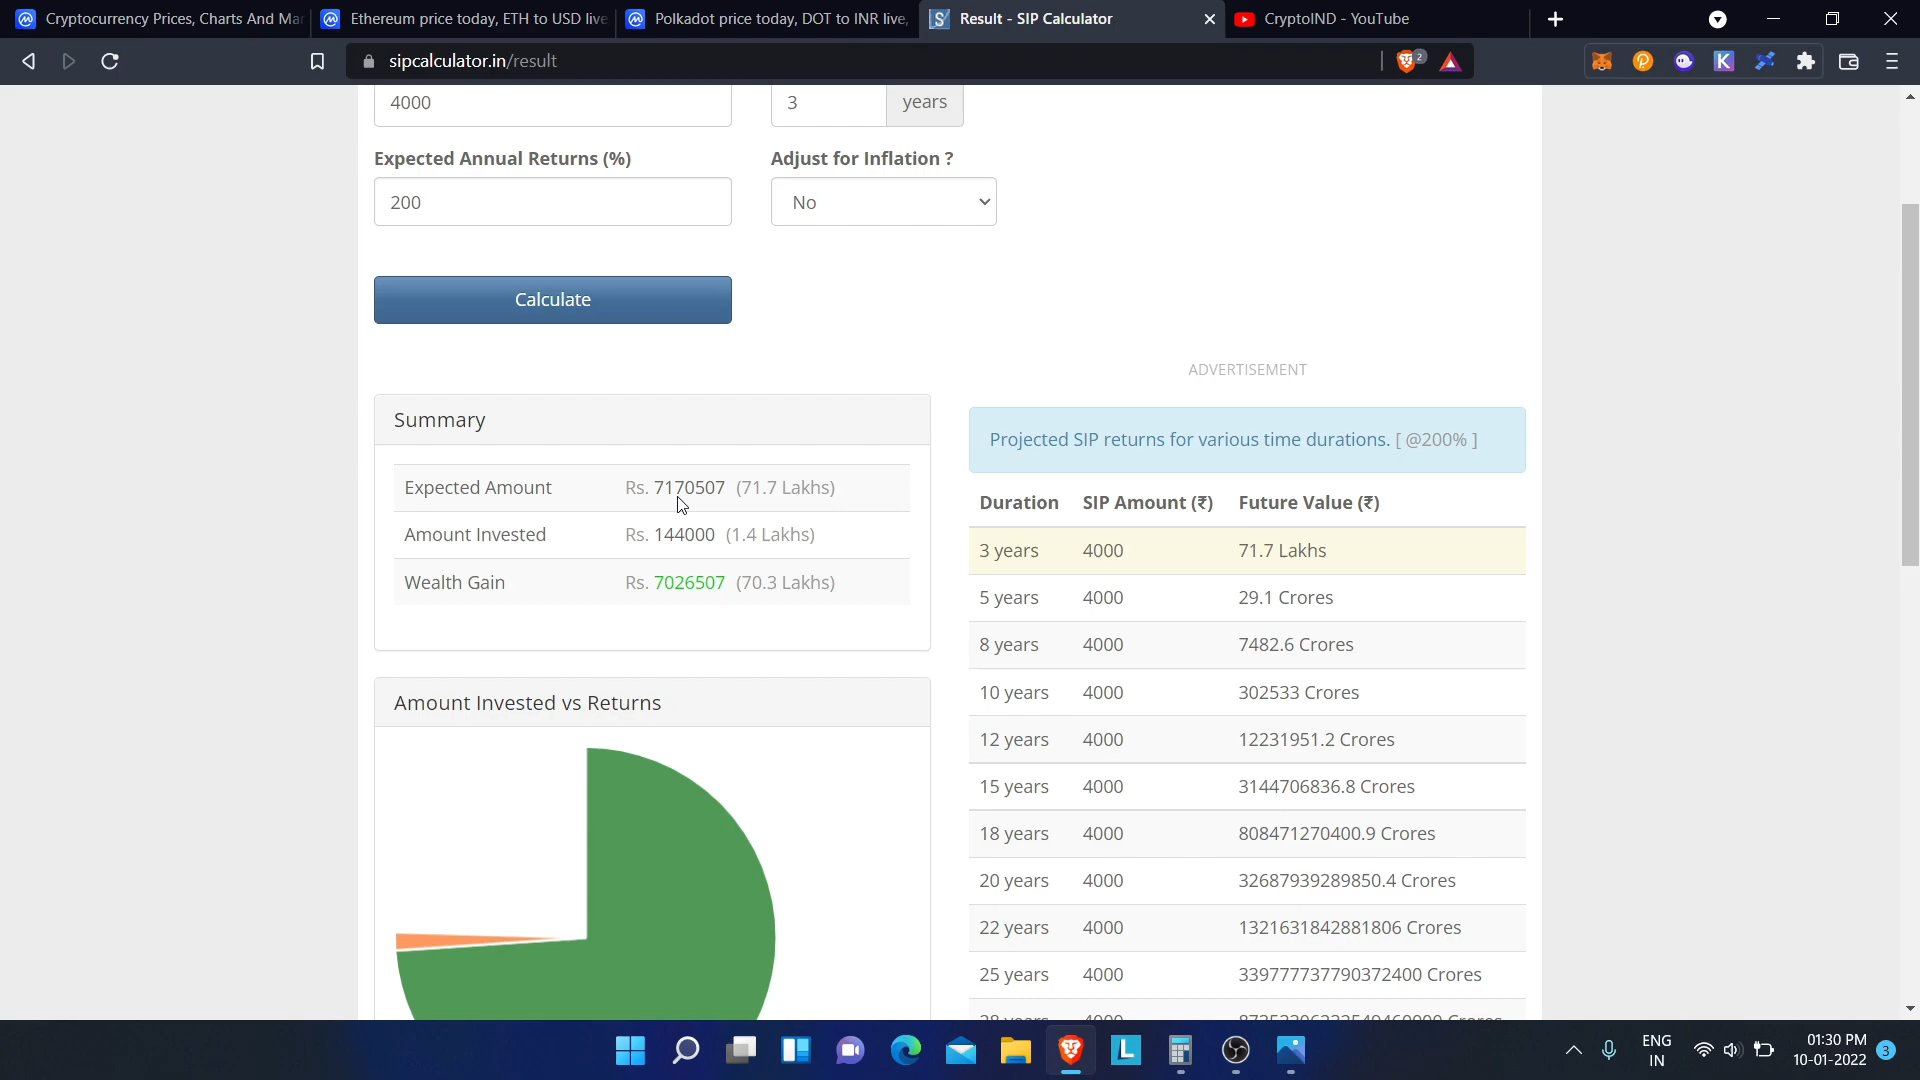 Cryptocurrency Prices, Charts And Ma
Ethereum price today, ETH to USD live
Polkadot price today, DOT to INR live,
Result - SIP Calculator
CryptoIND - YouTube
sipcalculator.in/result
2
4000
3 years
Expected Annual Returns (%)
Adjust for Inflation ?
200
No
Calculate
ADVERTISEMENT
Summary
Expected Amount Rs. 7170507 (71.7 Lakhs)
Amount Invested Rs. 144000 (1.4 Lakhs)
Wealth Gain Rs. 7026507 (70.3 Lakhs)
Amount Invested vs Returns
Projected SIP returns for various time durations. [ @200% ]
Duration SIP Amount (₹) Future Value (₹)
3 years 4000 71.7 Lakhs
5 years 4000 29.1 Crores
8 years 4000 7482.6 Crores
10 years 4000 302533 Crores
12 years 4000 12231951.2 Crores
15 years 4000 3144706836.8 Crores
18 years 4000 808471270400.9 Crores
20 years 4000 32687939289850.4 Crores
22 years 4000 1321631842881806 Crores
25 years 4000 339777737790372400 Crores
ENG
IN
01:30 PM
10-01-2022
3